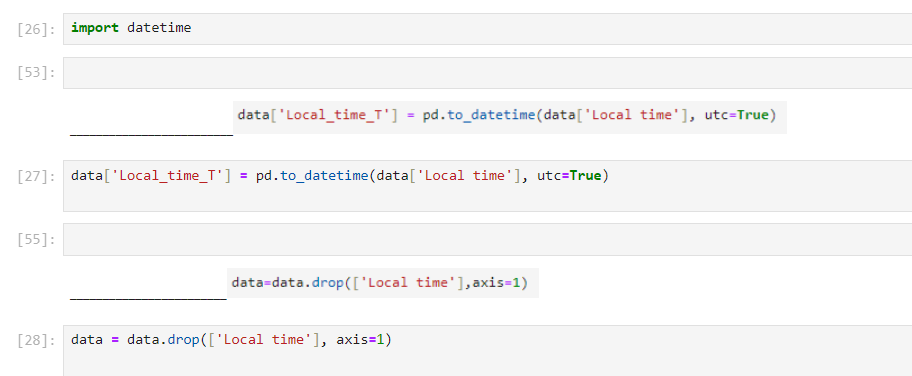 [26]: import datetime
[53]:
____________________ data['Local_time_T'] = pd.to_datetime(data['Local time'], utc=True)
[27]: data['Local_time_T'] = pd.to_datetime(data['Local time'], utc=True)
[55]:
____________________ data=data.drop(['Local time'],axis=1)
[28]: data = data.drop(['Local time'], axis=1)